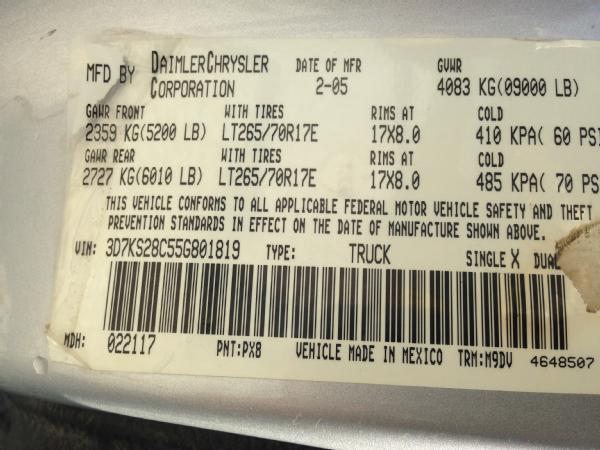 MFD BY DAIMLERCHRYSLER CORPORATION DATE OF MFR 2-05 GVWR 4083 KG(09000 LB)
GAWR FRONT WITH TIRES RIMS AT COLD
2359 KG(5200 LB) LT265/70R17E 17X8.0 410 KPA( 60 PSI
GAWR REAR WITH TIRES RIMS AT COLD
2727 KG(6010 LB) LT265/70R17E 17X8.0 485 KPA( 70 PSI
THIS VEHICLE CONFORMS TO ALL APPLICABLE FEDERAL MOTOR VEHICLE SAFETY AND THEFT
PREVENTION STANDARDS IN EFFECT ON THE DATE OF MANUFACTURE SHOWN ABOVE.
VIN: 3D7KS28C55G801819 TYPE: TRUCK SINGLE X DUAL
MDH: 022117 PNT:PX8 VEHICLE MADE IN MEXICO TRM:M9DV 4648507